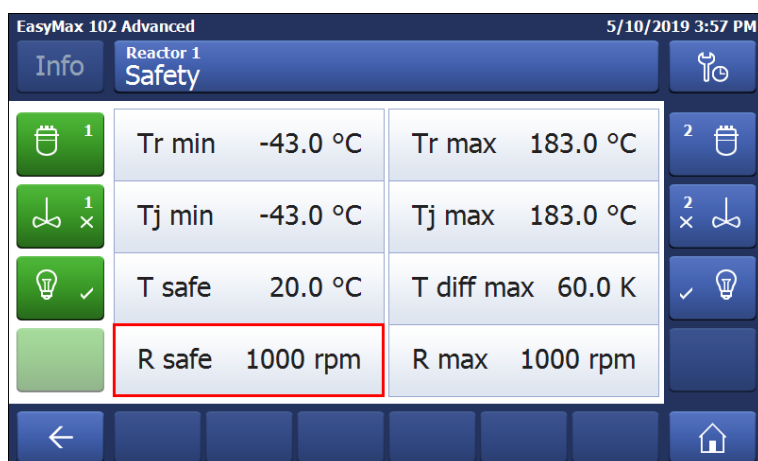 EasyMax 102 Advanced 5/10/2019 3:57 PM
Info
Reactor 1
Safety
1
Tr min -43.0 °C Tr max 183.0 °C
2
1
Tj min -43.0 °C Tj max 183.0 °C
2
T safe 20.0 °C T diff max 60.0 K
R safe 1000 rpm R max 1000 rpm